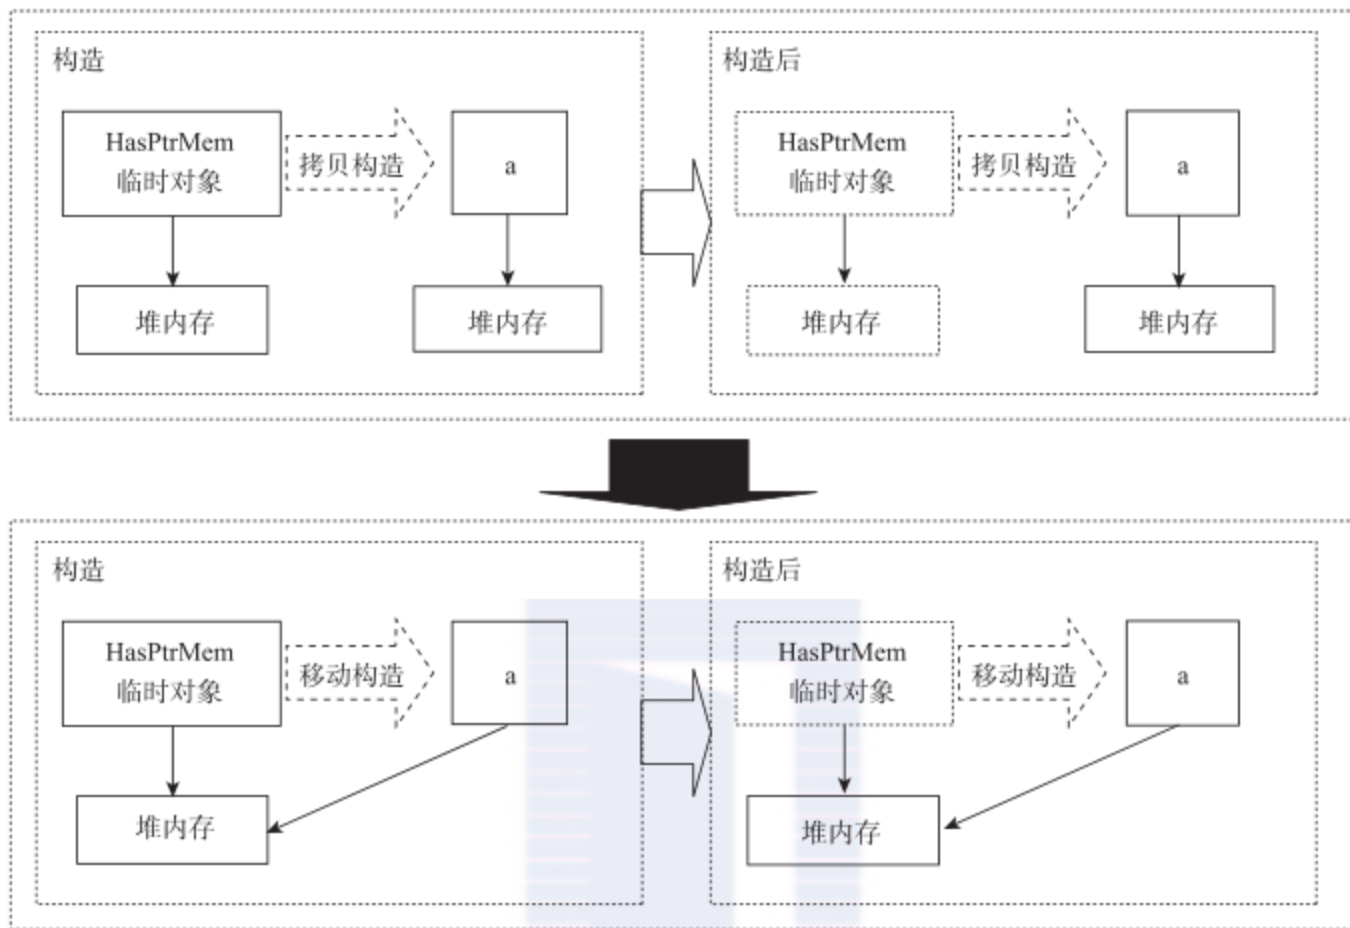 构造
HasPtrMem
临时对象
拷贝构造
a
堆内存
堆内存
构造后
HasPtrMem
临时对象
拷贝构造
a
堆内存
堆内存
构造
HasPtrMem
临时对象
移动构造
a
堆内存
构造后
HasPtrMem
临时对象
移动构造
a
堆内存